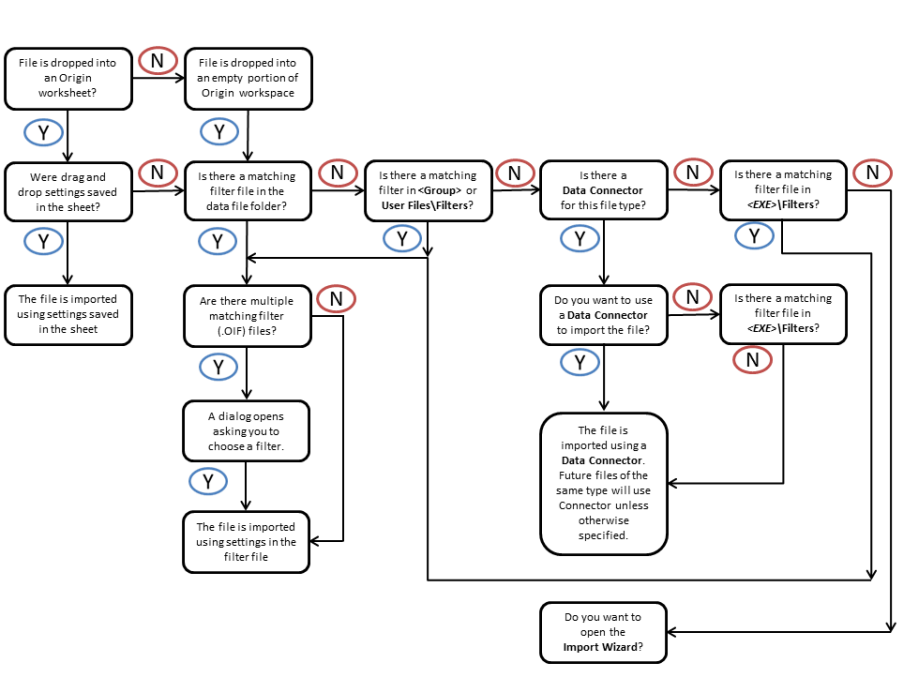 File is dropped into
an Origin
worksheet?
N
File is dropped into
an empty portion of
Origin workspace
Y
Y
Were drag and
drop settings saved
in the sheet?
N
Is there a matching
filter file in the
data file folder?
N
Is there a matching
filter in <Group> or
User Files\Filters?
N
Is there a
Data Connector
for this file type?
N
Is there a matching
filter file in
<EXE>\Filters?
N
Y
Y
Y
Y
Y
The file is imported
using settings saved
in the sheet
Are there multiple
matching filter
(.OIF) files?
N
Do you want to use
a Data Connector
to import the file?
N
Is there a matching
filter file in
<EXE>\Filters?
Y
Y
N
A dialog opens
asking you to
choose a filter.
The file is
imported using a
Data Connector.
Future files of the
same type will use
Connector unless
otherwise
specified.
Y
The file is imported
using settings in the
filter file
Do you want to
open the
Import Wizard?